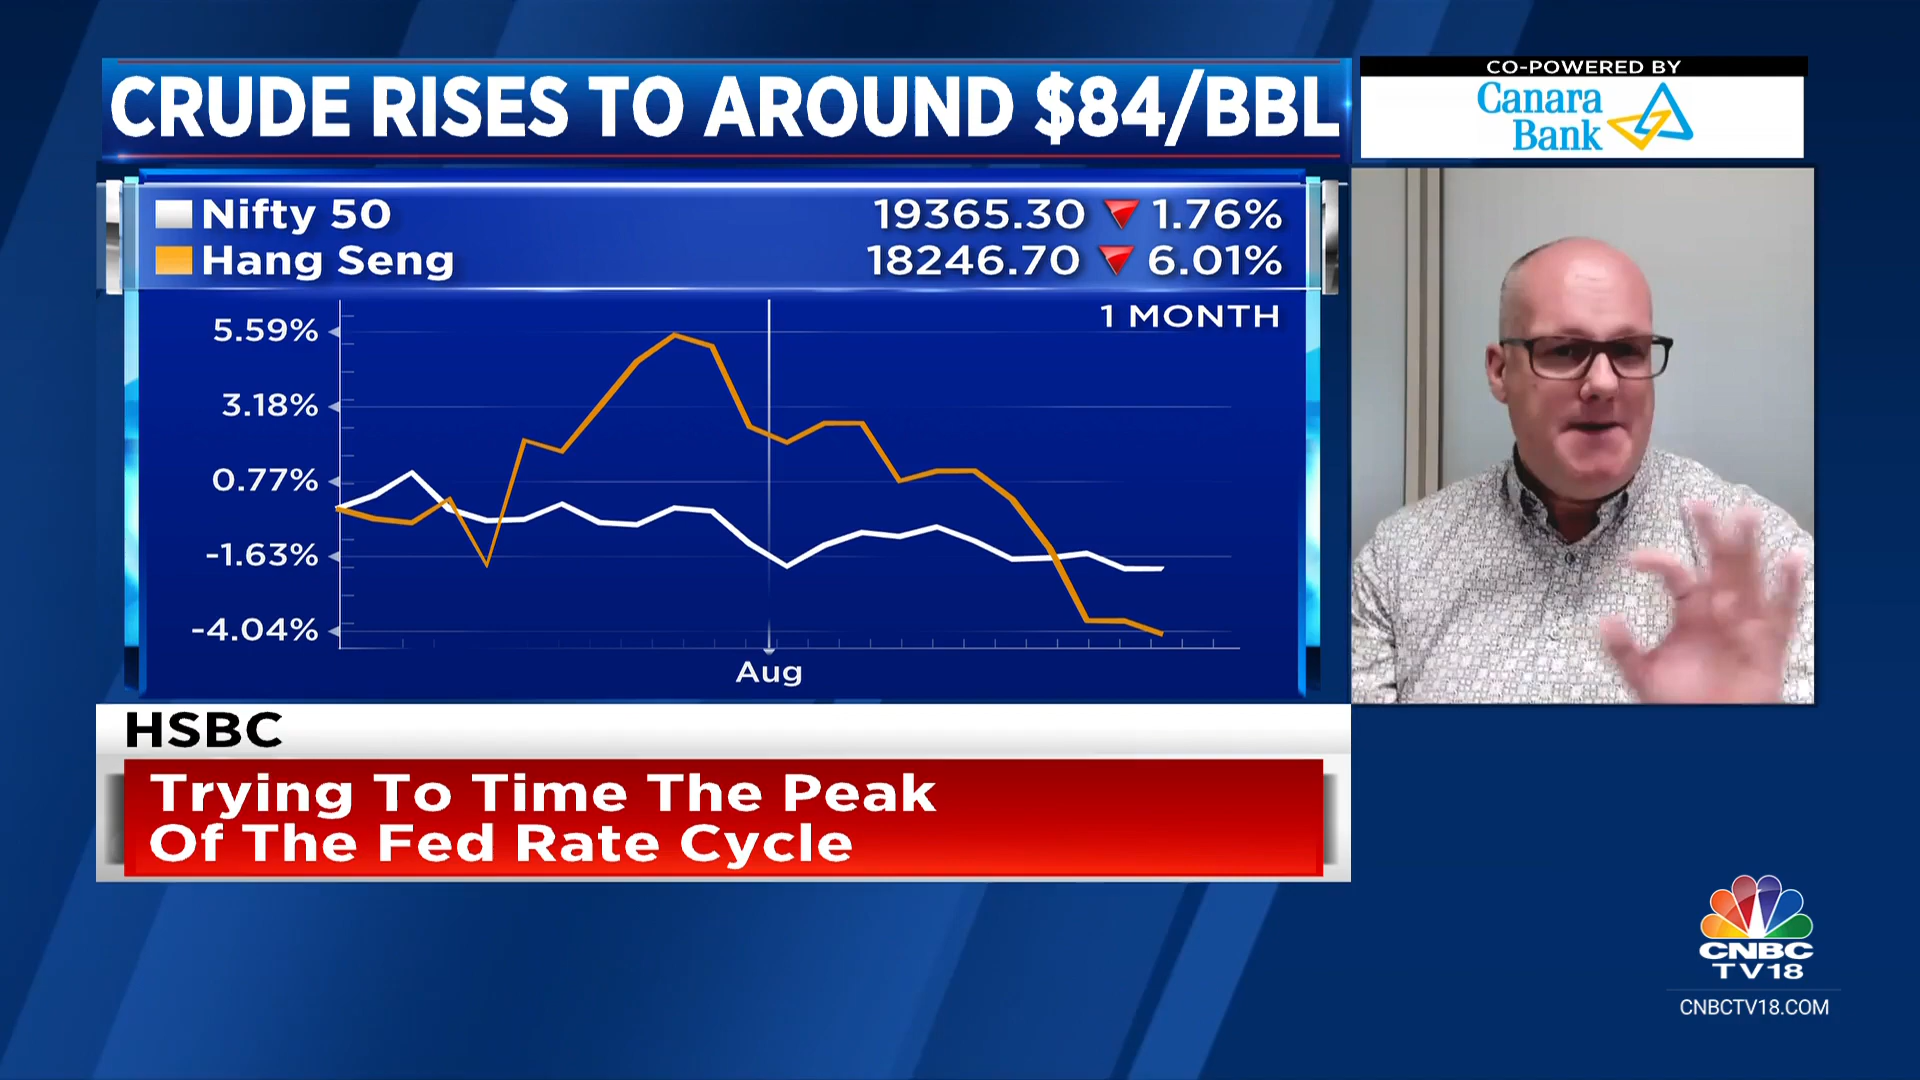 CRUDE RISES TO AROUND $84/BBL
CO-POWERED BY
Canara
Bank
Nifty 50 19365.30 1.76%
Hang Seng 18246.70 6.01%
1 MONTH
5.59%
3.18%
0.77%
-1.63%
-4.04%
Aug
HSBC
Trying To Time The Peak
Of The Fed Rate Cycle
CNBC
TV18
CNBCTV18.COM